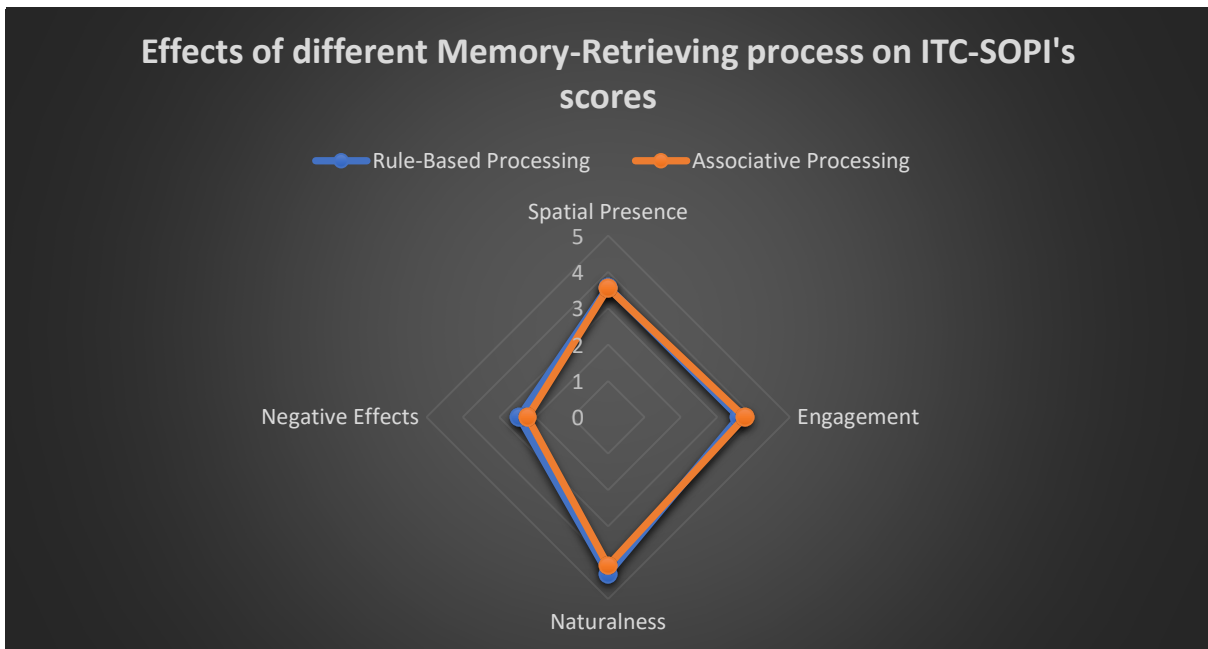 Effects of different Memory-Retrieving process on ITC-SOPI's
scores
Rule-Based Processing
Associative Processing
Spatial Presence
5
4
3
2
1
0
Negative Effects
Engagement
Naturalness